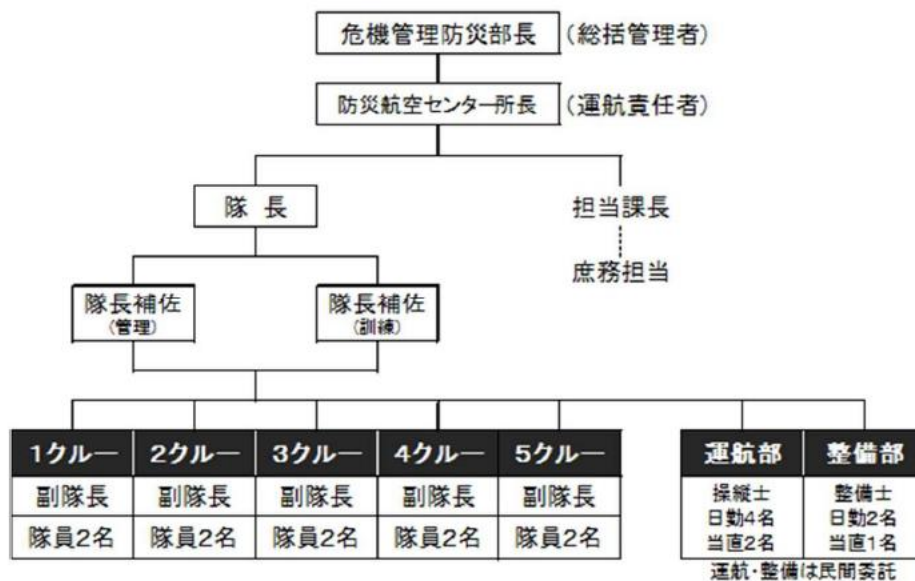 危機管理防災部長 (総括管理者)
防災航空センター所長 (運航責任者)
隊 長
担当課長
庶務担当
隊長補佐
(管理)
隊長補佐
(訓練)
1クルー 2クルー 3クルー 4クルー 5クルー 運航部 整備部
副隊長 副隊長 副隊長 副隊長 副隊長 操縦士 整備士
日勤4名 日勤2名
隊員2名 隊員2名 隊員2名 隊員2名 隊員2名 当直2名 当直1名
運航・整備は民間委託